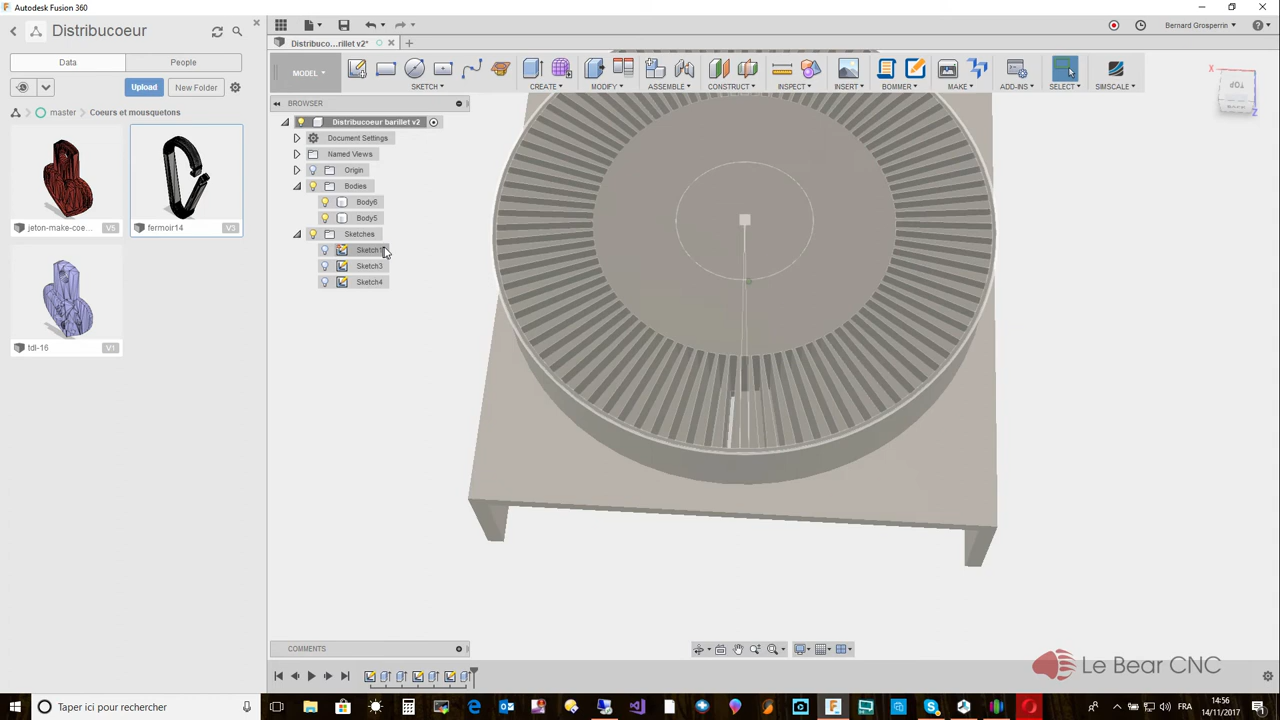 Autodesk Fusion 360
Distribucoeur
Distribuco...rillet v2*
Bernard Grosperrin
Data
People
MODEL
SKETCH
CREATE
MODIFY
ASSEMBLE
CONSTRUCT
INSPECT
INSERT
BOMMER
MAKE
ADD-INS
SELECT
SIMSCALE
X
TOP
Z
Upload
New Folder
BROWSER
master
Coeurs et mousquetons
Distribucoeur barillet v2
Document Settings
Named Views
Origin
Bodies
Body6
Body5
jeton-make-coe...
V5
fermoir14
V3
Sketches
Sketch1
Sketch3
Sketch4
tdl-16
V1
COMMENTS
Le Bear CNC
Taper ici pour rechercher
FRA
14:56
14/11/2017